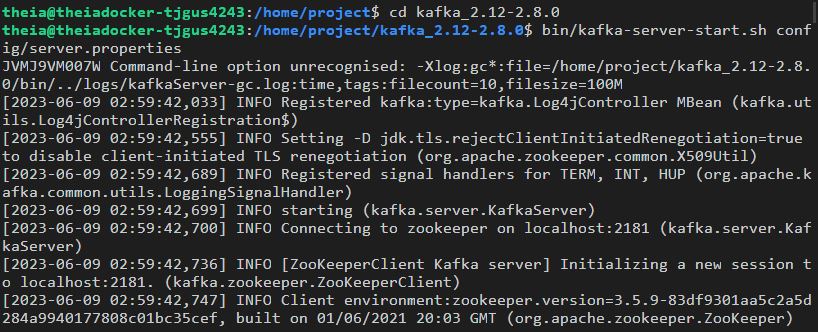 theia@theiadocker-tjgus4243:/home/project$ cd kafka_2.12-2.8.0
theia@theiadocker-tjgus4243:/home/project/kafka_2.12-2.8.0$ bin/kafka-server-start.sh conf
ig/server.properties
JVMJ9VM007W Command-line option unrecognised: -Xlog:gc*:file=/home/project/kafka_2.12-2.8.
0/bin/../logs/kafkaServer-gc.log:time,tags:filecount=10,filesize=100M
[2023-06-09 02:59:42,033] INFO Registered kafka:type=kafka.Log4jController MBean (kafka.ut
ils.Log4jControllerRegistration$)
[2023-06-09 02:59:42,555] INFO Setting -D jdk.tls.rejectClientInitiatedRenegotiation=true
to disable client-initiated TLS renegotiation (org.apache.zookeeper.common.X509Util)
[2023-06-09 02:59:42,689] INFO Registered signal handlers for TERM, INT, HUP (org.apache.k
afka.common.utils.LoggingSignalHandler)
[2023-06-09 02:59:42,699] INFO starting (kafka.server.KafkaServer)
[2023-06-09 02:59:42,700] INFO Connecting to zookeeper on localhost:2181 (kafka.server.Kaf
kaServer)
[2023-06-09 02:59:42,736] INFO [ZooKeeperClient Kafka server] Initializing a new session t
o localhost:2181. (kafka.zookeeper.ZooKeeperClient)
[2023-06-09 02:59:42,747] INFO Client environment:zookeeper.version=3.5.9-83df9301aa5c2a5d
284a9940177808c01bc35cef, built on 01/06/2021 20:03 GMT (org.apache.zookeeper.ZooKeeper)